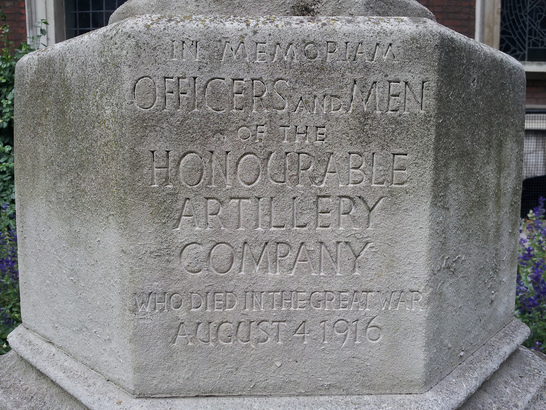 IN MEMORIAM
OFFICERS AND MEN
OF THE
HONOURABLE
ARTILLERY
COMPANY
WHO DIED IN THE GREAT WAR
AUGUST 4 1916